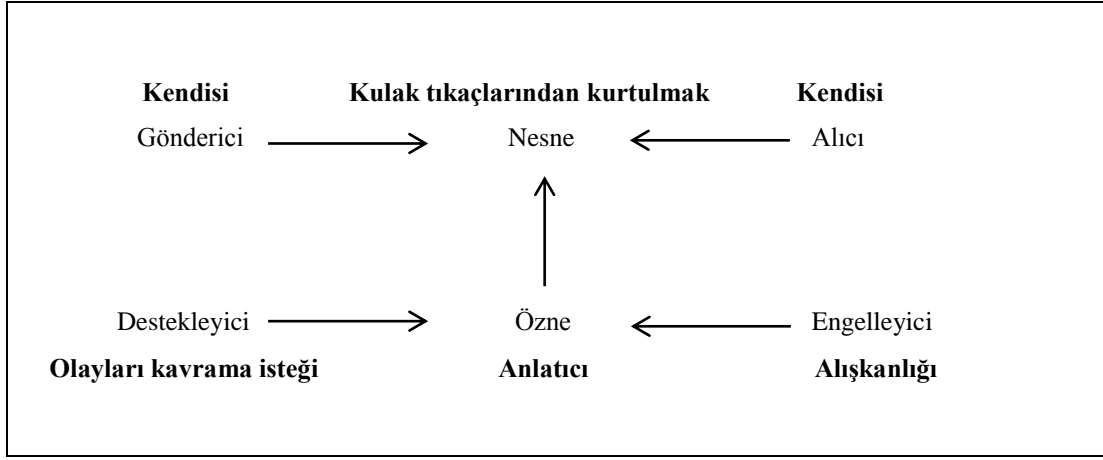 Kendisi Kulak tıkaçlarından kurtulmak Kendisi
Gönderici Nesne Alıcı
Destekleyici Özne Engelleyici
Olayları kavrama isteği Anlatıcı Alışkanlığı